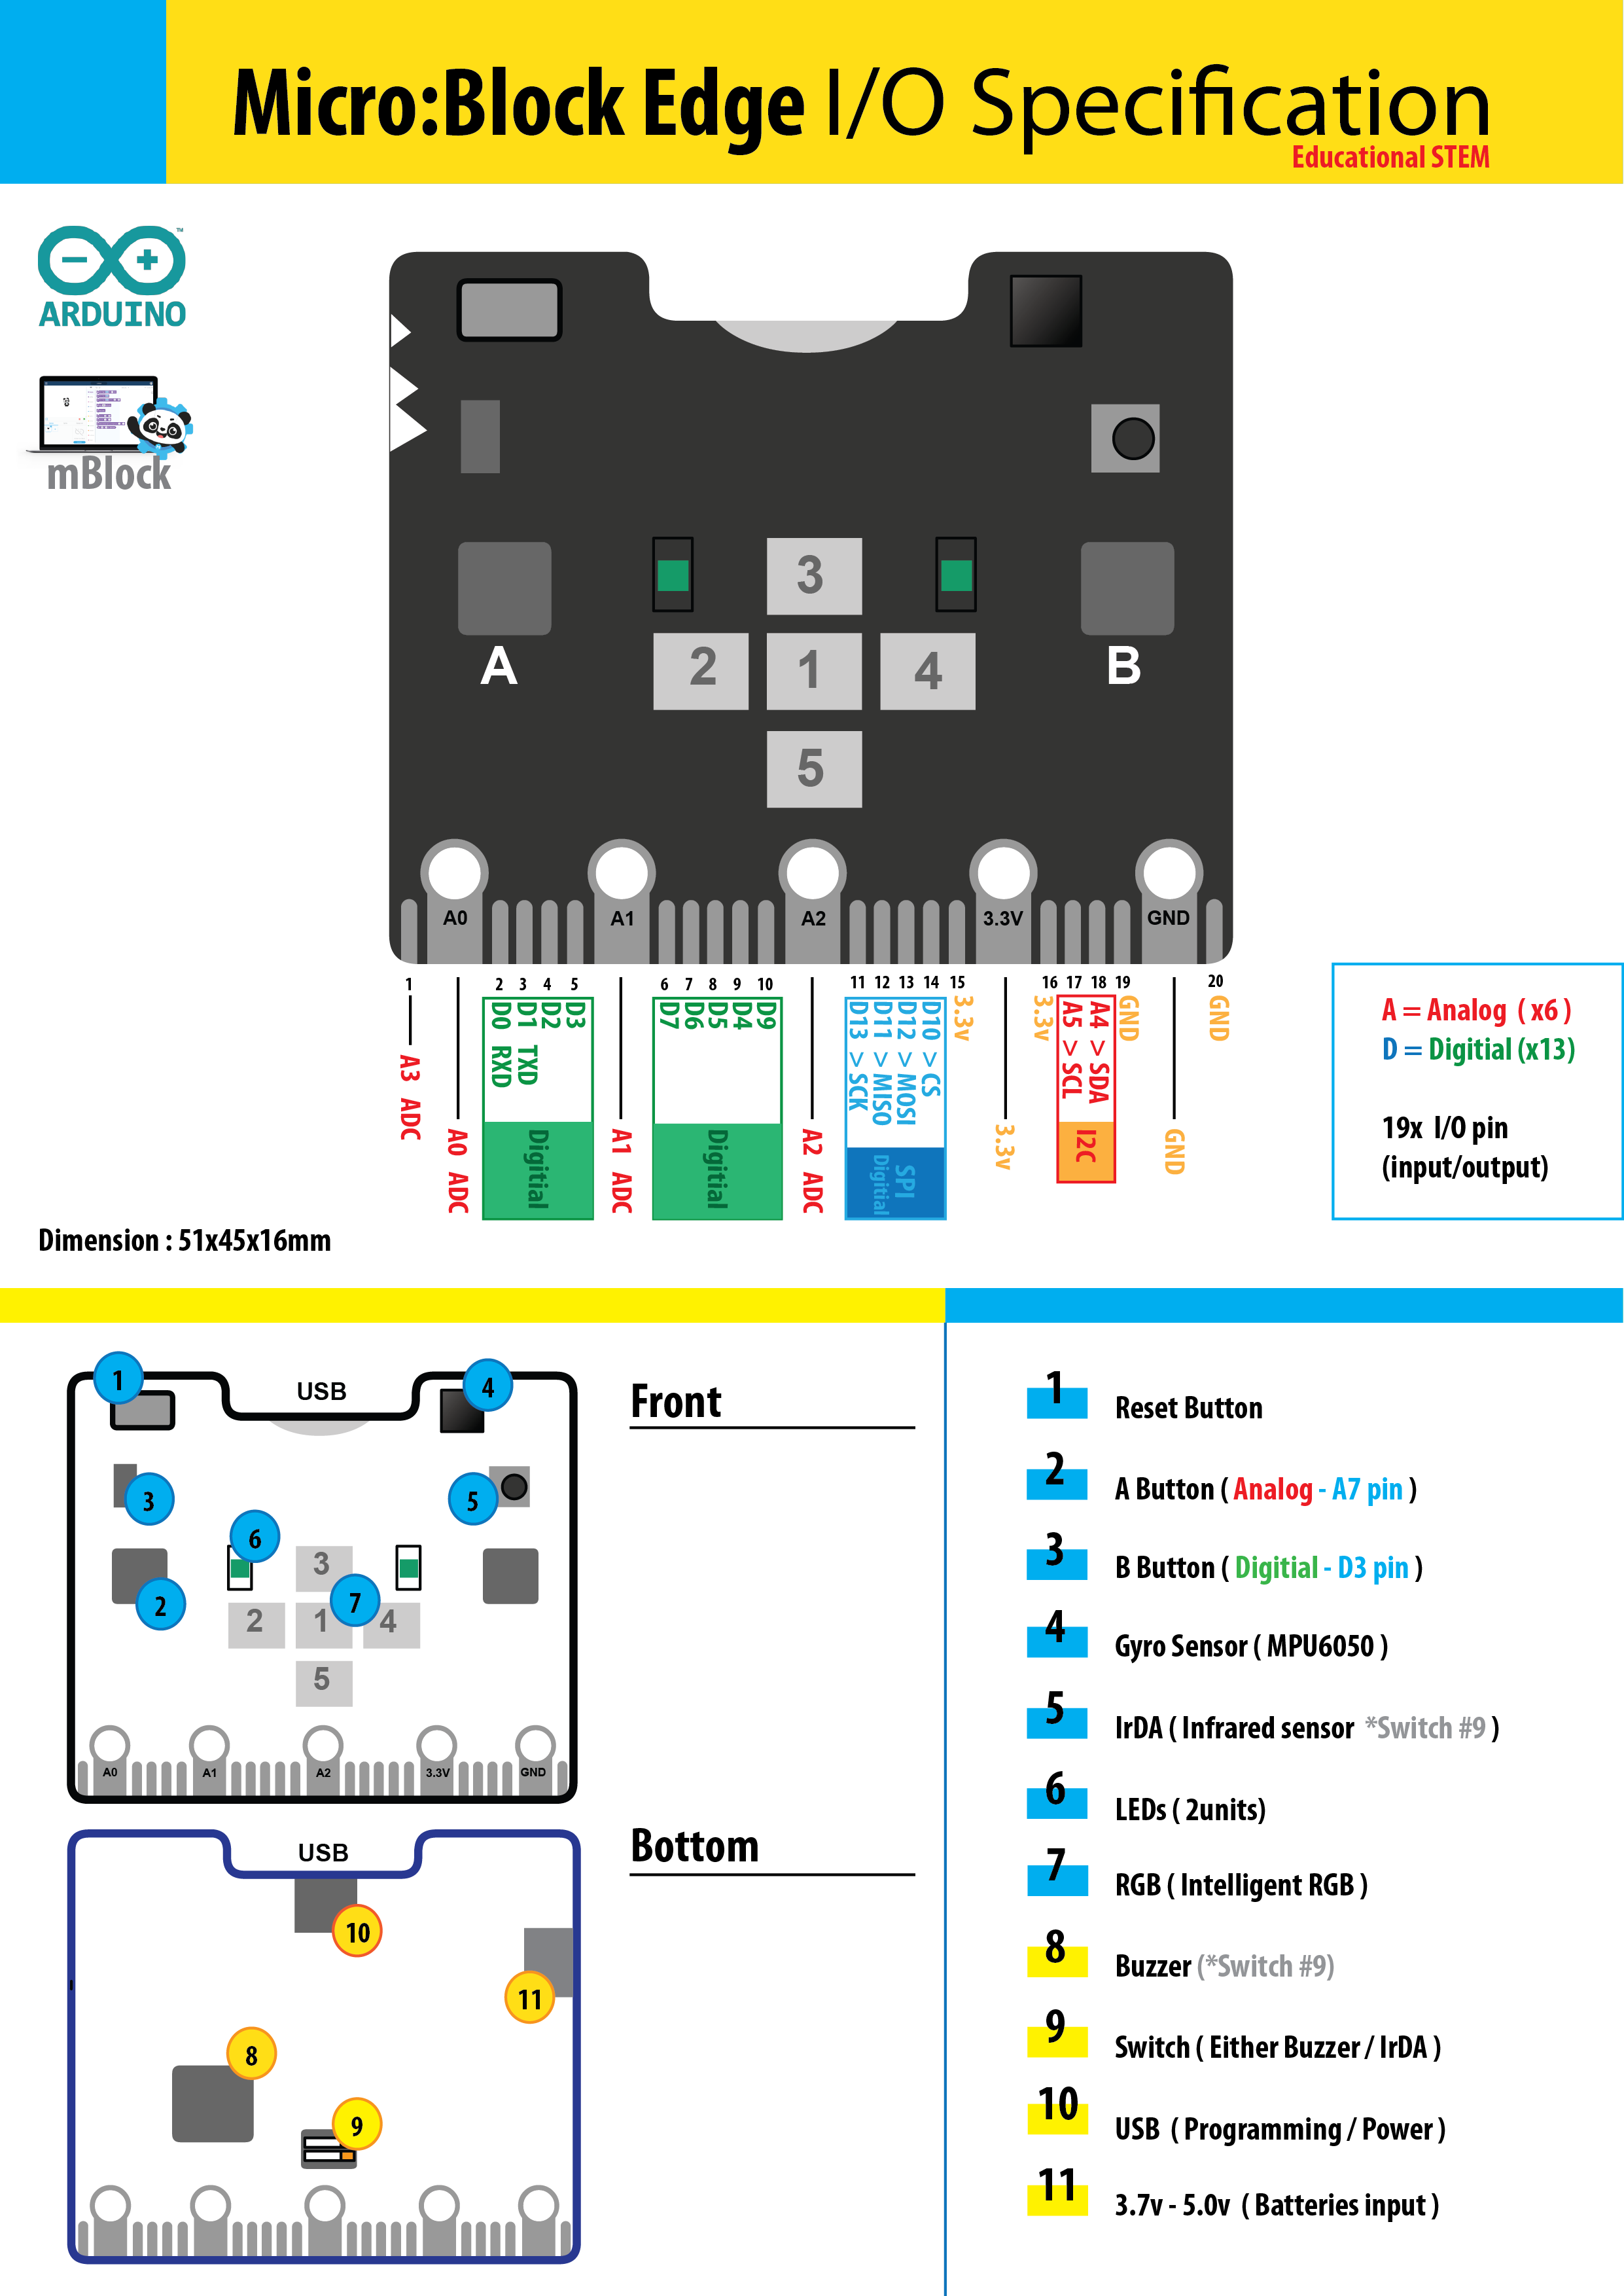 Micro:Block Edge I/O Specification
Educational STEM
™
ARDUINO
mBlock
3
2 1 4
5
A B
A0 A1 A2 3.3V GND
1 2 3 4 5 6 7 8 9 10 11 12 13 14 15 16 17 18 19 20
A3 ADC
A0 ADC
D0 RXD
D1 TXD
D2
D3
Digitial
A1 ADC
D7
D6
D5
D4
D9
Digitial
A2 ADC
D13 > SCK
D11 > MISO
D12 > MOSI
D10 > CS
SPI
Digitial
3.3v
3.3v
3.3v
A5 > SCL
A4 > SDA
I2C
GND
GND
GND
A = Analog ( x6 )
D = Digitial (x13)
19x I/O pin
(input/output)
Dimension : 51x45x16mm
Front
USB
1
4
3
5
6
2
7
3
2 1 4
5
A0 A1 A2 3.3V GND
Bottom
USB
10
11
8
9
1 Reset Button
2 A Button ( Analog - A7 pin )
3 B Button ( Digitial - D3 pin )
4 Gyro Sensor ( MPU6050 )
5 IrDA ( Infrared sensor *Switch #9 )
6 LEDs ( 2units)
7 RGB ( Intelligent RGB )
8 Buzzer (*Switch #9)
9 Switch ( Either Buzzer / IrDA )
10 USB ( Programming / Power )
11 3.7v - 5.0v ( Batteries input )